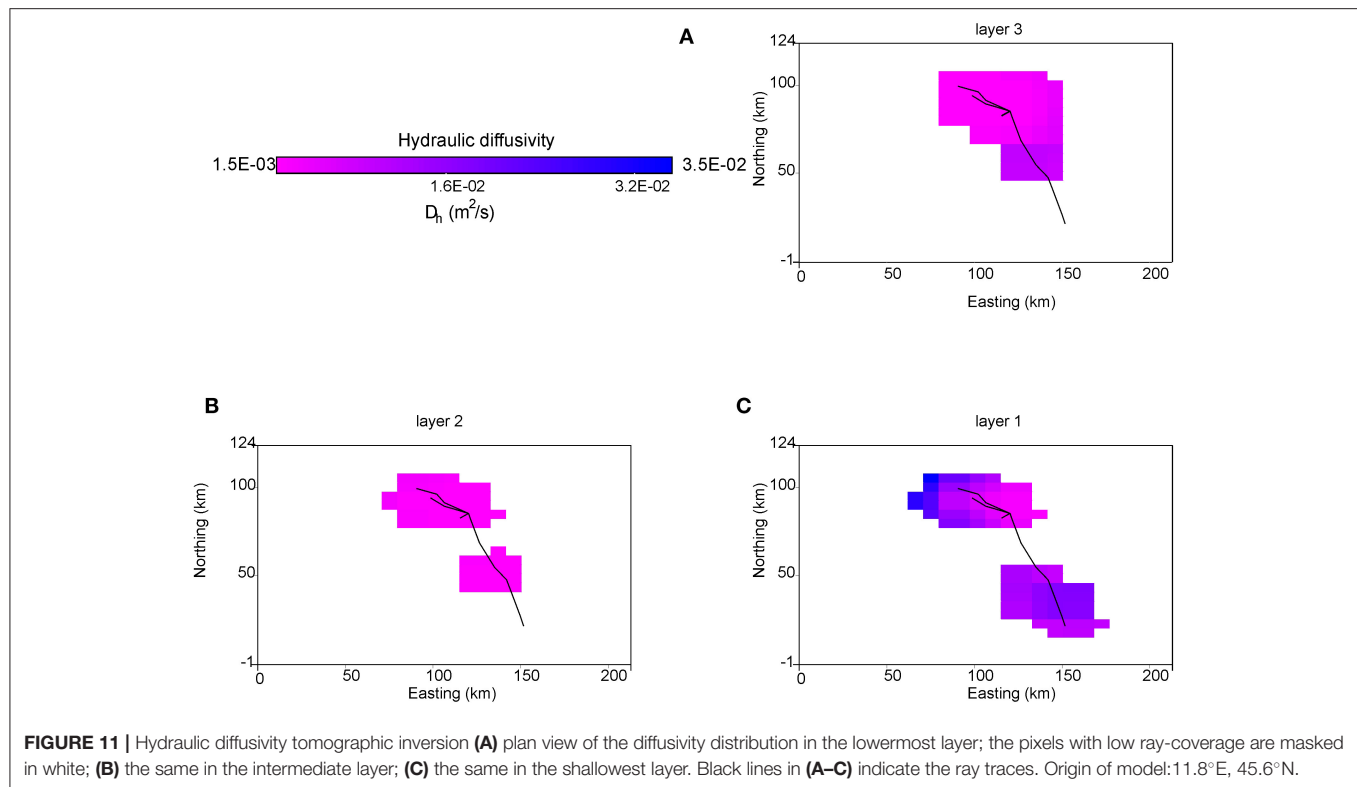 A
layer 3
124
100
50
-1
Northing (km)
0 50 100 150 200
Easting (km)
Hydraulic diffusivity
1.5E-03 3.5E-02
1.6E-02 3.2E-02
Dh (m2/s)
B
layer 2
124
100
50
-1
Northing (km)
0 50 100 150 200
Easting (km)
C
layer 1
124
100
50
-1
Northing (km)
0 50 100 150 200
Easting (km)
FIGURE 11 | Hydraulic diffusivity tomographic inversion (A) plan view of the diffusivity distribution in the lowermost layer; the pixels with low ray-coverage are masked
in white; (B) the same in the intermediate layer; (C) the same in the shallowest layer. Black lines in (A–C) indicate the ray traces. Origin of model:11.8°E, 45.6°N.